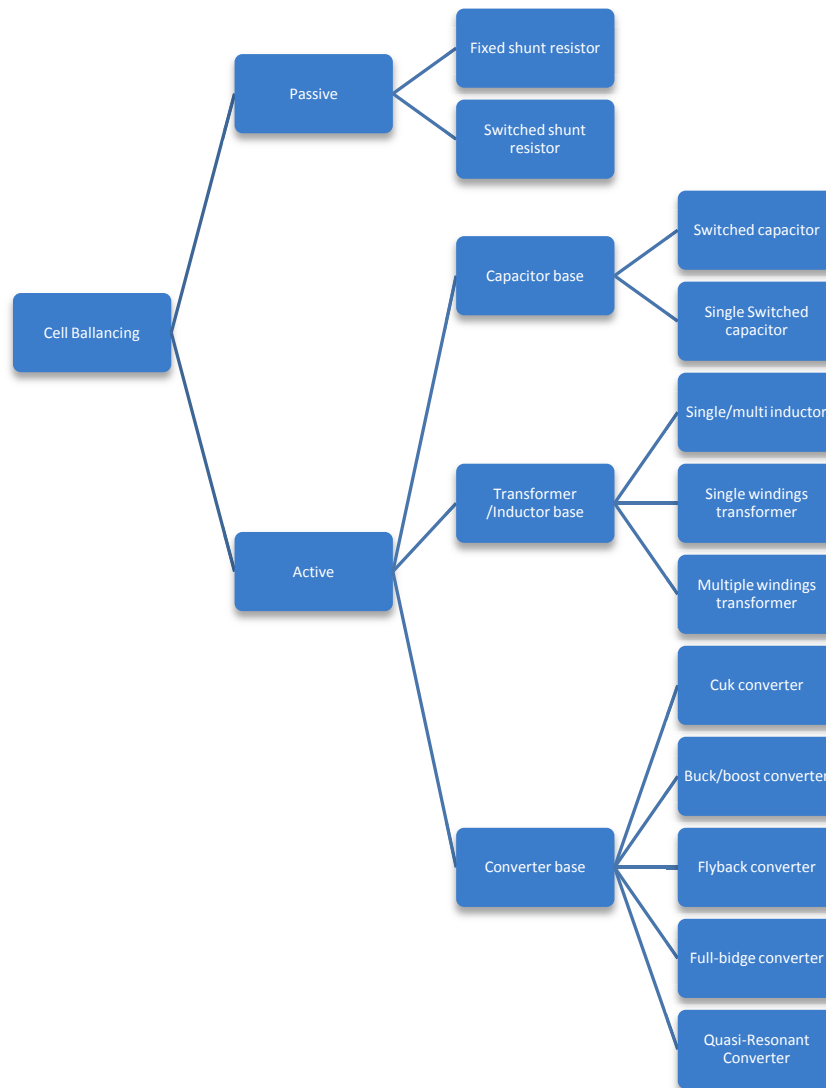 Fixed shunt resistor
Passive
Switched shunt
resistor
Switched capacitor
Capacitor base
Cell Ballancing
Single Switched
capacitor
Single/multi inductor
Transformer
/Inductor base
Single windings
transformer
Active
Multiple windings
transformer
Cuk converter
Buck/boost converter
Converter base
Flyback converter
Full-bidge converter
Quasi-Resonant
Converter